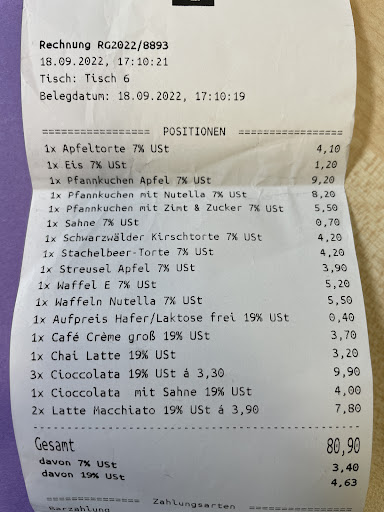 Rechnung RG2022/8893
18.09.2022, 17:10:21
Tisch: Tisch 6
Belegdatum: 18.09.2022, 17:10:19
================== POSITIONEN ==================
1x Apfeltorte 7% USt 4,10
1x Eis 7% USt 1,20
1x Pfannkuchen Apfel 7% USt 9,20
1x Pfannkuchen mit Nutella 7% USt 8,20
1x Pfannkuchen mit Zimt & Zucker 7% USt 5,50
1x Sahne 7% USt 0,70
1x Schwarzwälder Kirschtorte 7% USt 4,20
1x Stachelbeer-Torte 7% USt 4,20
1x Streusel Apfel 7% USt 3,90
1x Waffel E 7% USt 5,20
1x Waffeln Nutella 7% USt 5,50
1x Aufpreis Hafer/Laktose frei 19% USt 0,40
1x Café Crème groß 19% USt 3,70
1x Chai Latte 19% USt 3,20
3x Cioccolata 19% USt á 3,30 9,90
1x Cioccolata mit Sahne 19% USt 4,00
2x Latte Macchiato 19% USt á 3,90 7,80
Gesamt 80,90
davon 7% USt 3,40
davon 19% USt 4,63
================ Zahlungsarten ================
Barzahlung